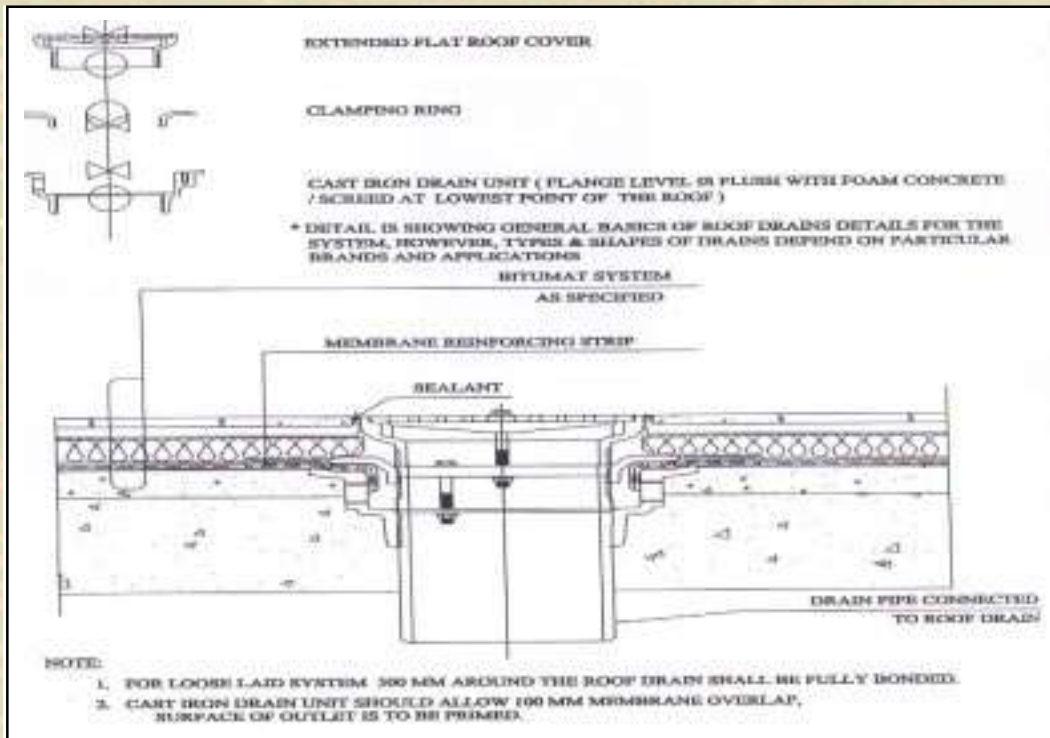 EXTENDED FLAT ROOF COVER
CLAMPING RING
CAST IRON DRAIN UNIT ( FLANGE LEVEL IS FLUSH WITH FOAM CONCRETE
/ SCREED AT LOWEST POINT OF THE ROOF )
* DETAIL IS SHOWING GENERAL BASICS OF ROOF DRAINS DETAILS FOR THE
SYSTEM, HOWEVER, TYPES & SHAPES OF DRAINS DEPEND ON PARTICULAR
BRANDS AND APPLICATIONS
BITUMAT SYSTEM
AS SPECIFIED
MEMBRANE REINFORCING STRIP
SEALANT
DRAIN PIPE CONNECTED
TO ROOF DRAIN
NOTE:
1. FOR LOOSE LAID SYSTEM 300 MM AROUND THE ROOF DRAIN SHALL BE FULLY BONDED.
2. CAST IRON DRAIN UNIT SHOULD ALLOW 100 MM MEMBRANE OVERLAP,
SURFACE OF OUTLET IS TO BE PRIMED.